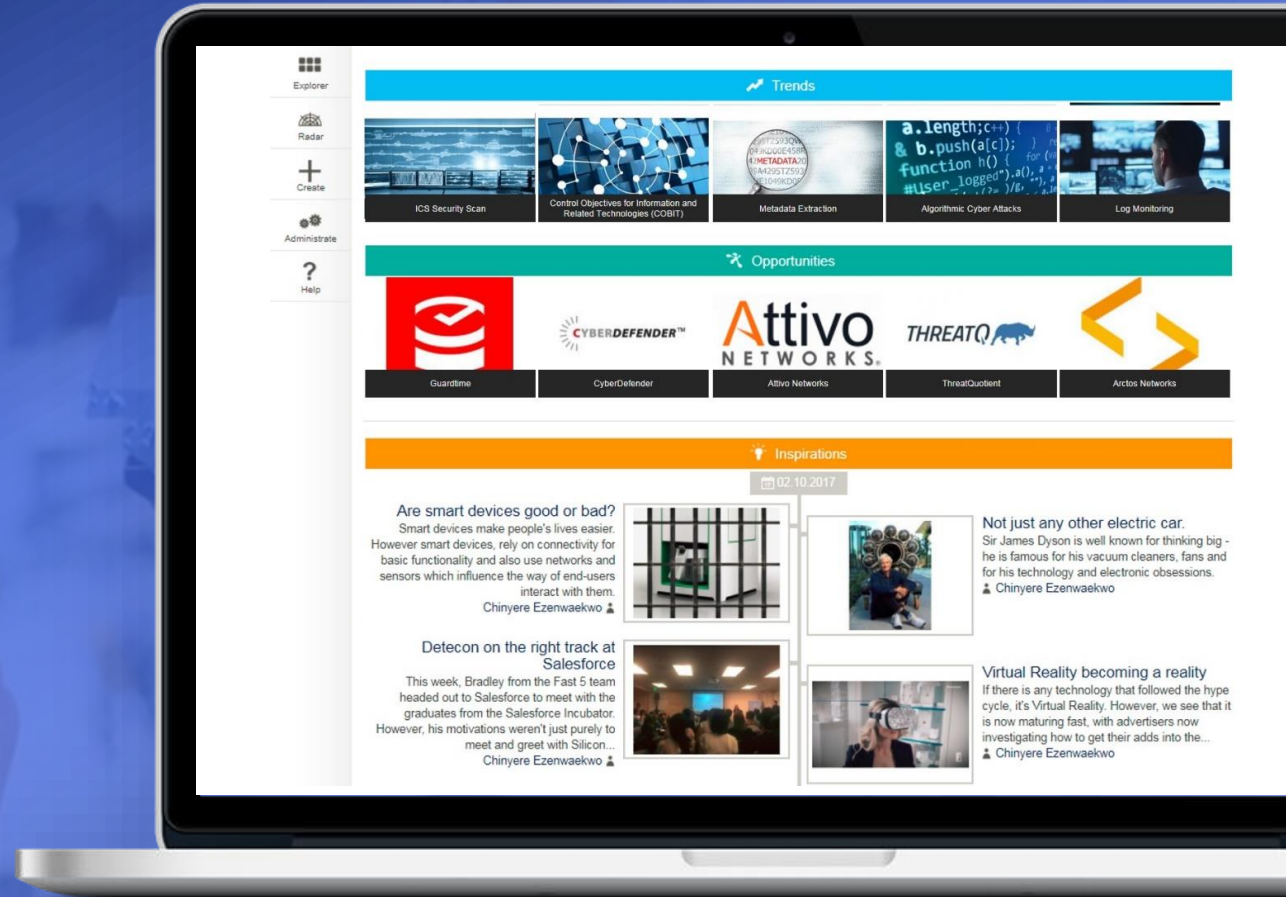 Explorer
Radar
Create
Administrate
?
Help
Trends
METADATA
a.length;c++) {
& b.push(a[c]);
function h() {
#User_logged").a(),
ICS Security Scan
Control Objectives for Information and
Related Technologies (COBIT)
Metadata Extraction
Algorithmic Cyber Attacks
Log Monitoring
Opportunities
CYBERDEFENDER™
Attivo
NETWORKS®
THREATQ
Guardtime
CyberDefender
Attivo Networks
ThreatQuotient
Arctos Networks
Inspirations
02.10.2017
Are smart devices good or bad?
Smart devices make people's lives easier.
However smart devices, rely on connectivity for
basic functionality and also use networks and
sensors which influence the way of end-users
interact with them.
Chinyere Ezenwaekwo
Not just any other electric car.
Sir James Dyson is well known for thinking big -
he is famous for his vacuum cleaners, fans and
for his technology and electronic obsessions.
Chinyere Ezenwaekwo
Detecon on the right track at
Salesforce
This week, Bradley from the Fast 5 team
headed out to Salesforce to meet with the
graduates from the Salesforce Incubator.
However, his motivations weren't just purely to
meet and greet with Silicon...
Chinyere Ezenwaekwo
Virtual Reality becoming a reality
If there is any technology that followed the hype
cycle, it's Virtual Reality. However, we see that it
is now maturing fast, with advertisers now
investigating how to get their adds into the...
Chinyere Ezenwaekwo